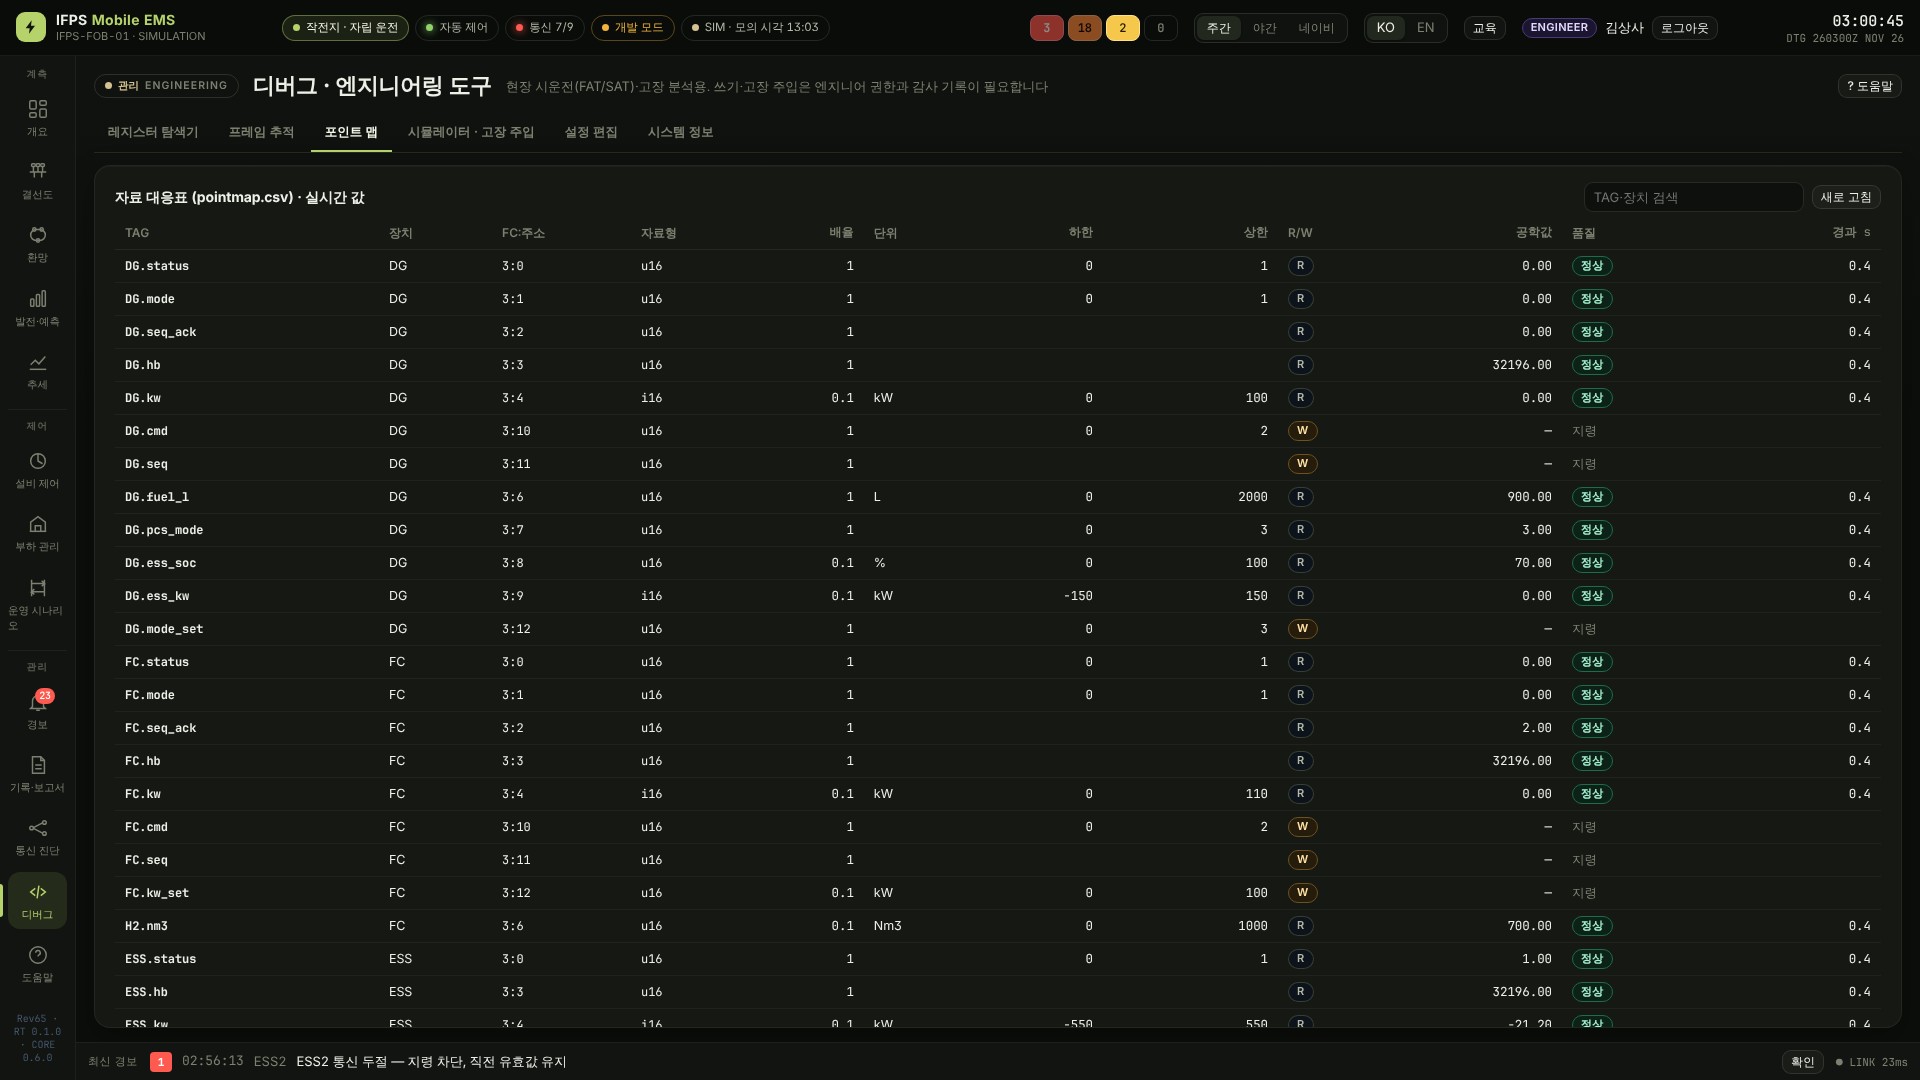 IFPS Mobile EMS
IFPS-FOB-01 · SIMULATION
작전지 · 자립 운전
자동 제어
통신 7/9
개발 모드
SIM · 모의 시각 13:03
3 18 2 0
주간 야간 네이비
KO EN
교육
ENGINEER 김상사 로그아웃
03:00:45
DTG 260300Z NOV 26
계측
개요
결선도
환망
발전·예측
추세
제어
설비 제어
부하 관리
운영 시나리
오
관리
23
경보
기록·보고서
통신 진단
디버그
도움말
Rev65 ·
RT 0.1.0
· CORE
0.6.0
관리 ENGINEERING
디버그 · 엔지니어링 도구
현장 시운전(FAT/SAT)·고장 분석용. 쓰기·고장 주입은 엔지니어 권한과 감사 기록이 필요합니다
? 도움말
레지스터 탐색기 프레임 추적 포인트 맵 시뮬레이터 · 고장 주입 설정 편집 시스템 정보
자료 대응표 (pointmap.csv) · 실시간 값
TAG·장치 검색
새로 고침
TAG 장치 FC:주소 자료형 배율 단위 하한 상한 R/W 공학값 품질 경과 s
DG.status DG 3:0 u16 1 0 1 R 0.00 정상 0.4
DG.mode DG 3:1 u16 1 0 1 R 0.00 정상 0.4
DG.seq_ack DG 3:2 u16 1 R 0.00 정상 0.4
DG.hb DG 3:3 u16 1 R 32196.00 정상 0.4
DG.kw DG 3:4 i16 0.1 kW 0 100 R 0.00 정상 0.4
DG.cmd DG 3:10 u16 1 0 2 W — 지령
DG.seq DG 3:11 u16 1 W — 지령
DG.fuel_l DG 3:6 u16 1 L 0 2000 R 900.00 정상 0.4
DG.pcs_mode DG 3:7 u16 1 0 3 R 3.00 정상 0.4
DG.ess_soc DG 3:8 u16 0.1 % 0 100 R 70.00 정상 0.4
DG.ess_kw DG 3:9 i16 0.1 kW -150 150 R 0.00 정상 0.4
DG.mode_set DG 3:12 u16 1 0 3 W — 지령
FC.status FC 3:0 u16 1 0 1 R 0.00 정상 0.4
FC.mode FC 3:1 u16 1 0 1 R 0.00 정상 0.4
FC.seq_ack FC 3:2 u16 1 R 2.00 정상 0.4
FC.hb FC 3:3 u16 1 R 32196.00 정상 0.4
FC.kw FC 3:4 i16 0.1 kW 0 110 R 0.00 정상 0.4
FC.cmd FC 3:10 u16 1 0 2 W — 지령
FC.seq FC 3:11 u16 1 W — 지령
FC.kw_set FC 3:12 u16 0.1 kW 0 100 W — 지령
H2.nm3 FC 3:6 u16 0.1 Nm3 0 1000 R 700.00 정상 0.4
ESS.status ESS 3:0 u16 1 0 1 R 1.00 정상 0.4
ESS.hb ESS 3:3 u16 1 R 32196.00 정상 0.4
ESS.kw ESS 3:4 i16 0.1 kW -550 550 R -21.20 정상 0.4
최신 경보 1 02:56:13 ESS2 ESS2 통신 두절 — 지령 차단, 직전 유효값 유지
확인
LINK 23ms